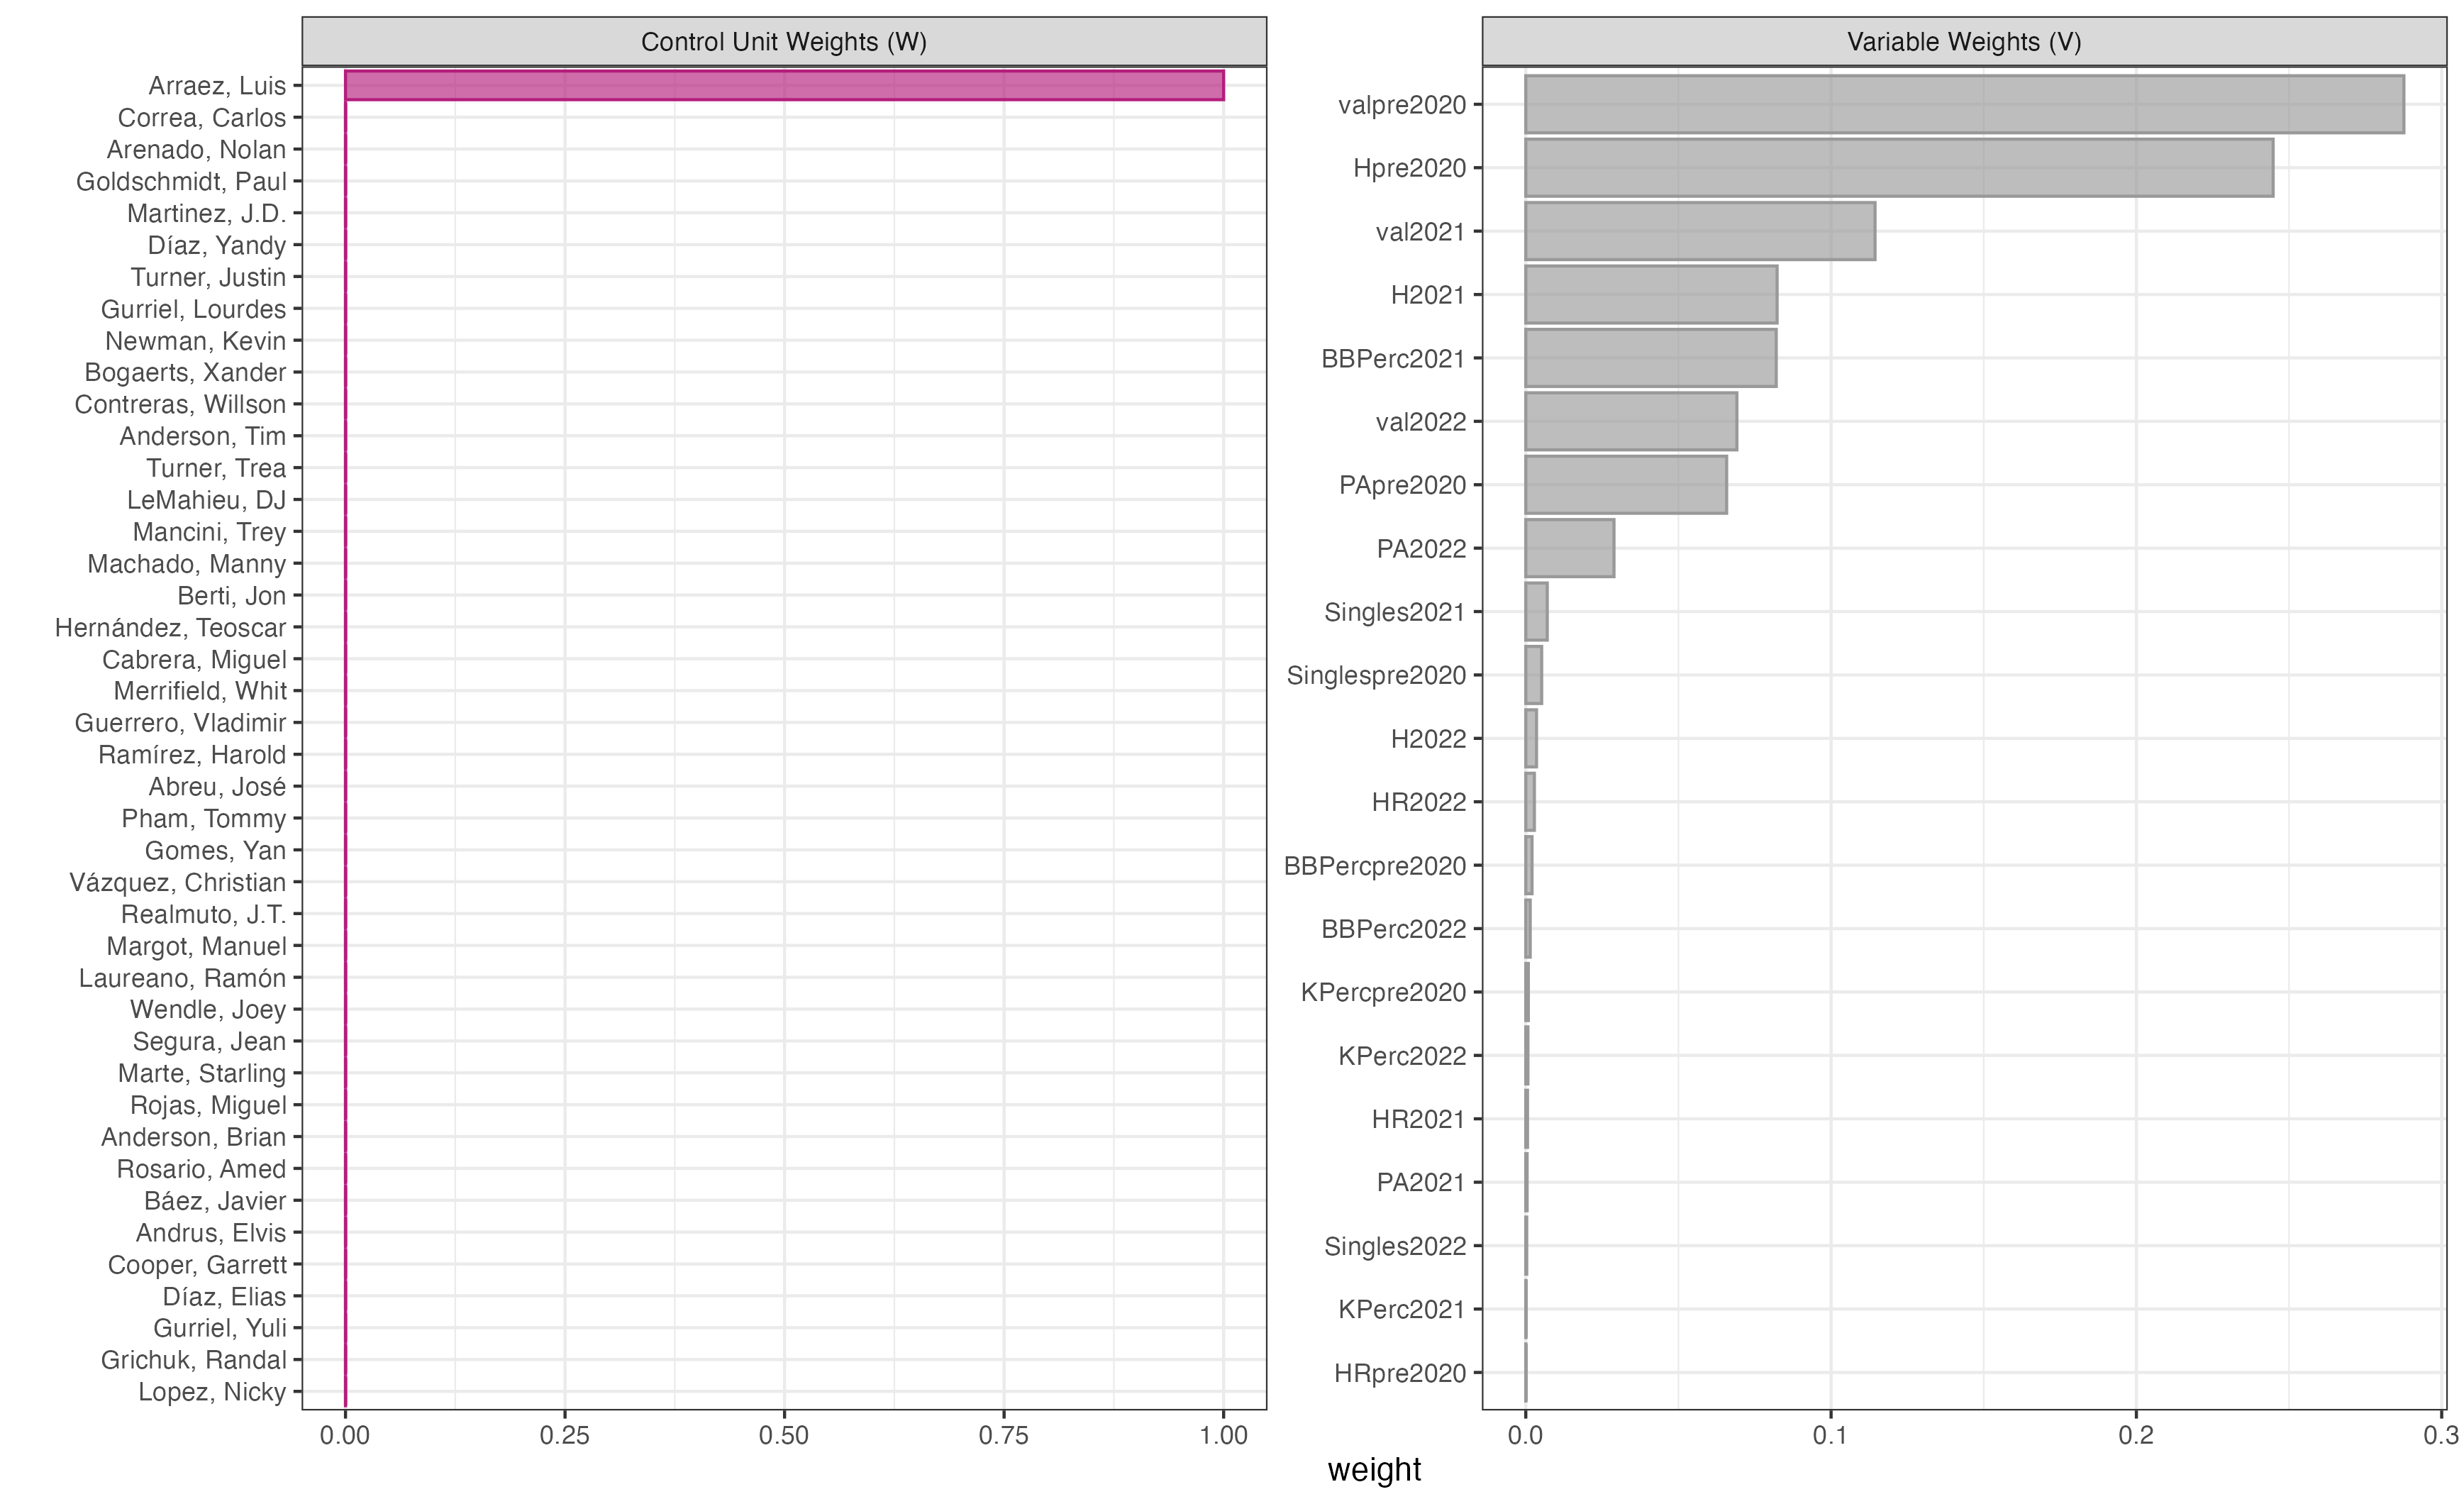 Control Unit Weights (W)
Arraez, Luis
Correa, Carlos
Arenado, Nolan
Goldschmidt, Paul
Martinez, J.D.
Díaz, Yandy
Turner, Justin
Gurriel, Lourdes
Newman, Kevin
Bogaerts, Xander
Contreras, Willson
Anderson, Tim
Turner, Trea
LeMahieu, DJ
Mancini, Trey
Machado, Manny
Berti, Jon
Hernández, Teoscar
Cabrera, Miguel
Merrifield, Whit
Guerrero, Vladimir
Ramírez, Harold
Abreu, José
Pham, Tommy
Gomes, Yan
Vázquez, Christian
Realmuto, J.T.
Margot, Manuel
Laureano, Ramón
Wendle, Joey
Segura, Jean
Marte, Starling
Rojas, Miguel
Anderson, Brian
Rosario, Amed
Báez, Javier
Andrus, Elvis
Cooper, Garrett
Díaz, Elias
Gurriel, Yuli
Grichuk, Randal
Lopez, Nicky
0.00 0.25 0.50 0.75 1.00
Variable Weights (V)
valpre2020
Hpre2020
val2021
H2021
BBPerc2021
val2022
PApre2020
PA2022
Singles2021
Singlespre2020
H2022
HR2022
BBPercpre2020
BBPerc2022
KPercpre2020
KPerc2022
HR2021
PA2021
Singles2022
KPerc2021
HRpre2020
0.0 0.1 0.2 0.3
weight